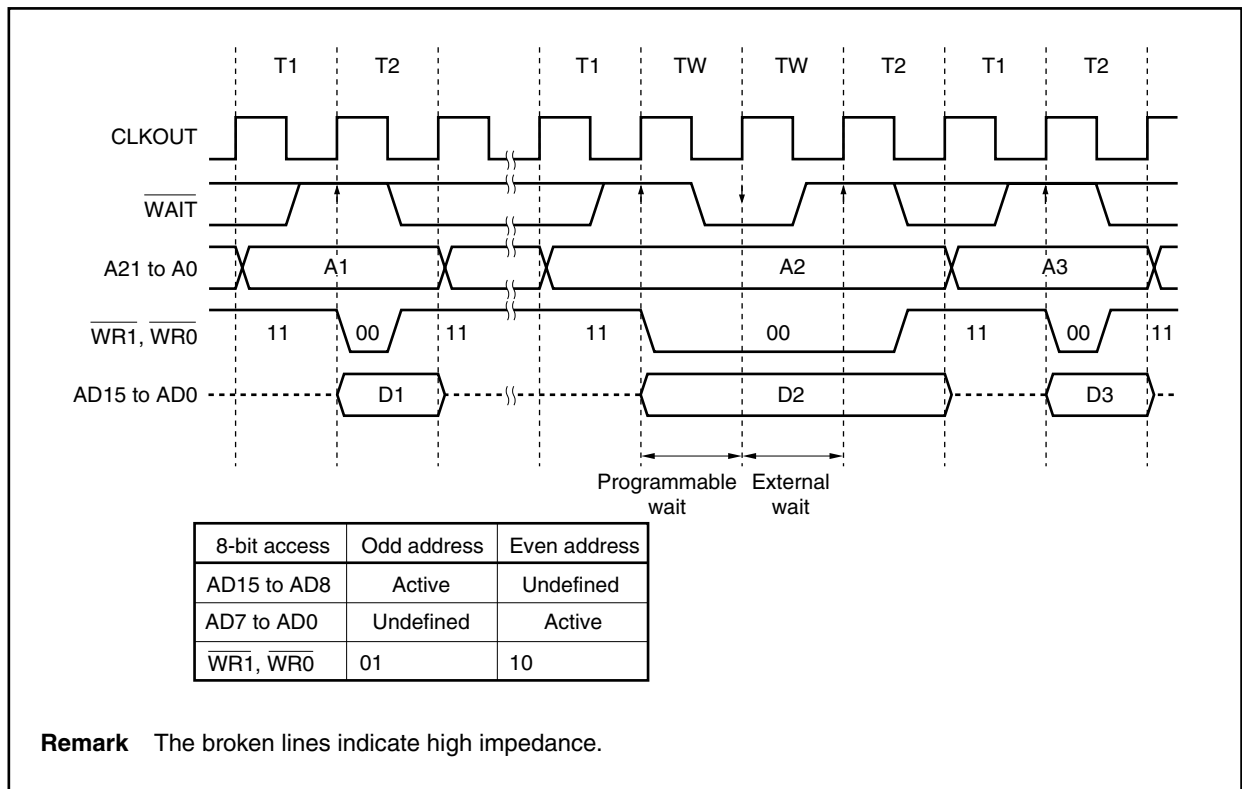 T1 T2 T1 TW TW T2 T1 T2
CLKOUT
WAIT
A21 to A0 A1 A2 A3
WR1, WR0 11 00 11 11 00 11 00 11
AD15 to AD0 D1 D2 D3
Programmable wait
External wait
8-bit access Odd address Even address
AD15 to AD8 Active Undefined
AD7 to AD0 Undefined Active
WR1, WR0 01 10
Remark The broken lines indicate high impedance.